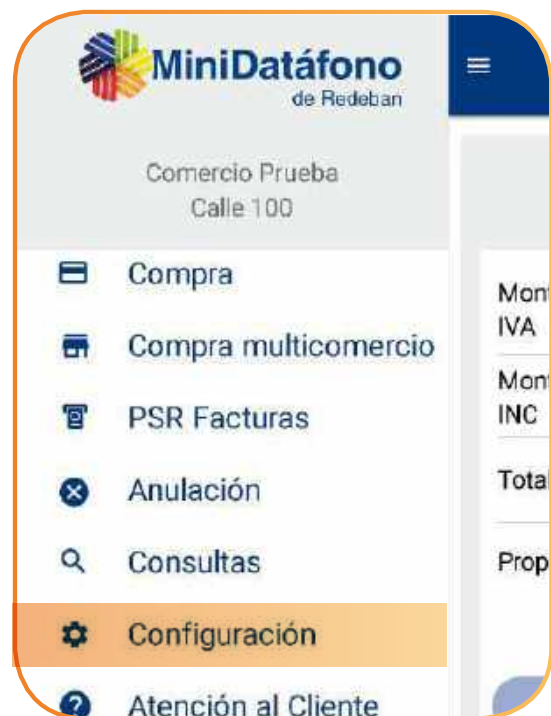 MiniDatáfono
de Redeban
Comercio Prueba
Calle 100
Compra
Compra multicomercio
PSR Facturas
Anulación
Consultas
Configuración
Atención al Cliente
IVA
INC